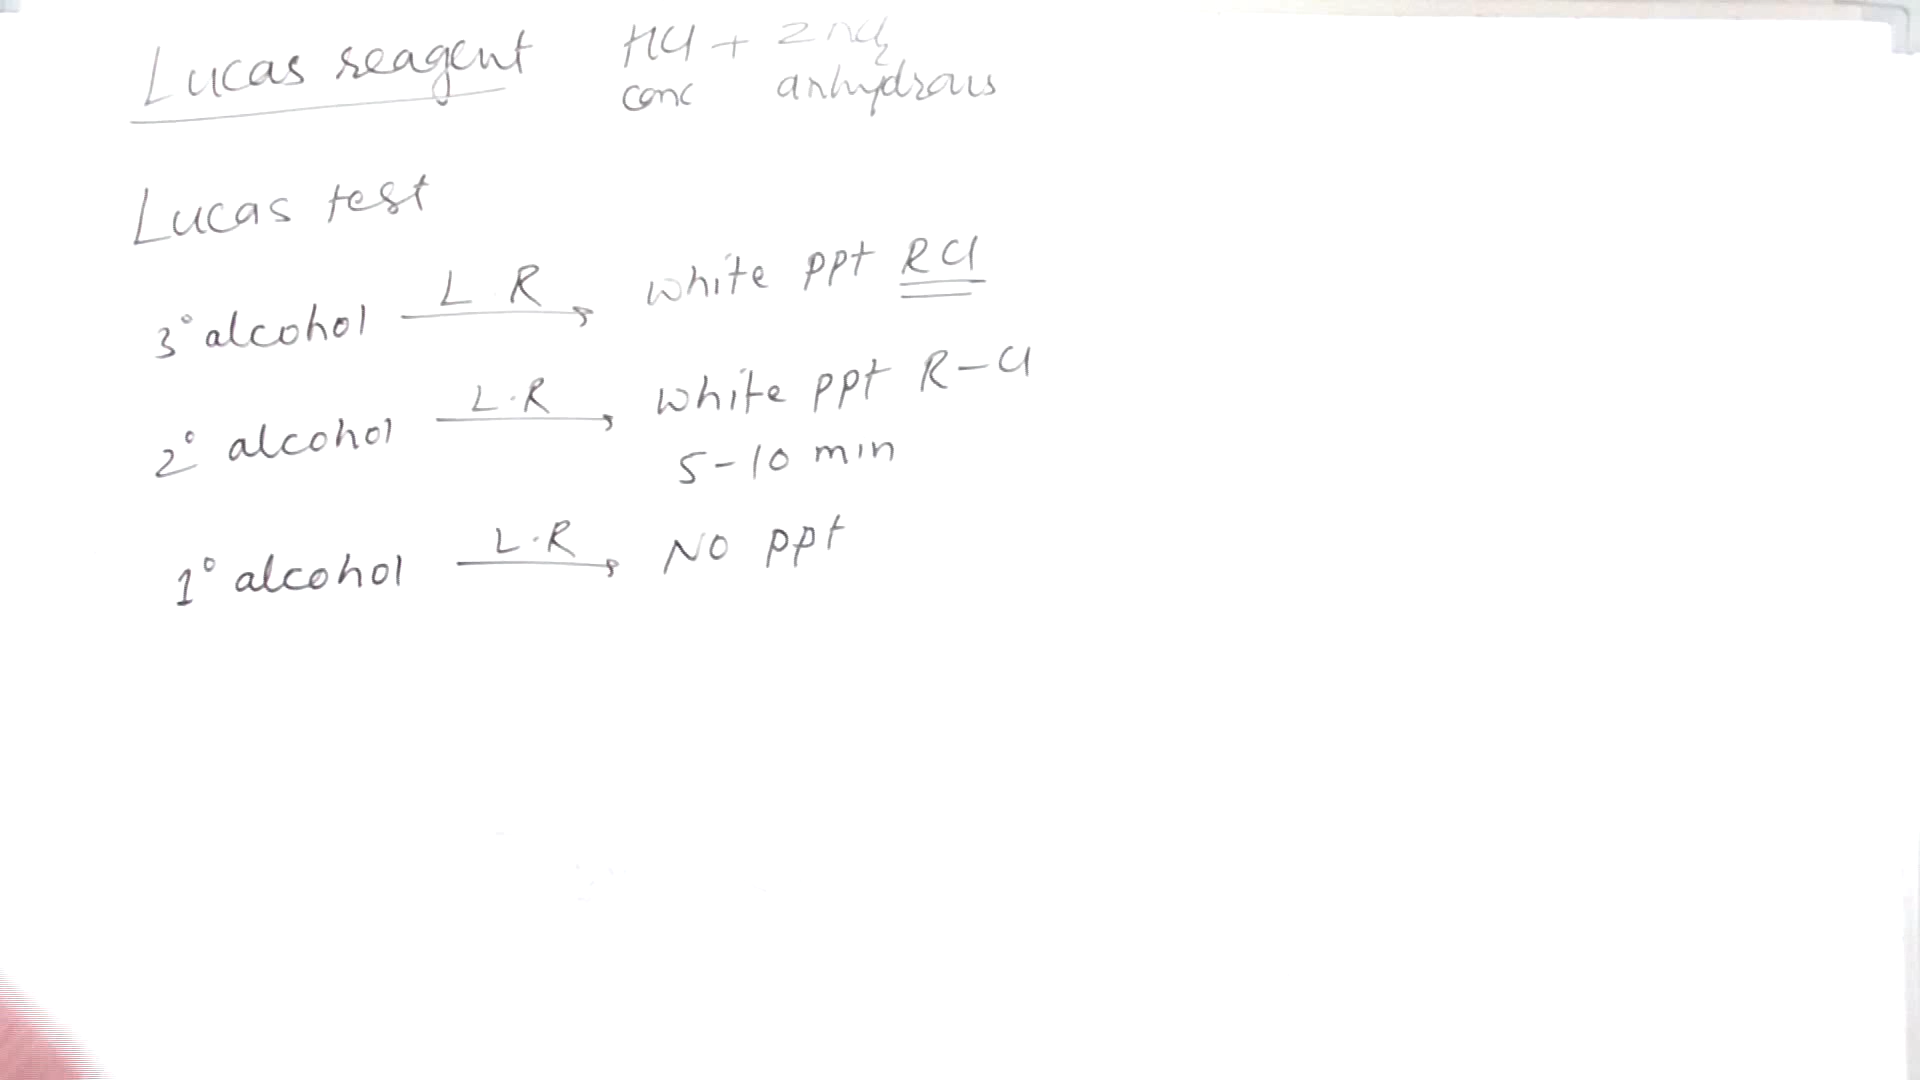 Lucas reagent HCl + ZnCl2
conc anhydrous
Lucas test
3° alcohol L R → white ppt RCl
2° alcohol L.R → white ppt R-Cl
5-10 min
1° alcohol L.R → NO ppt